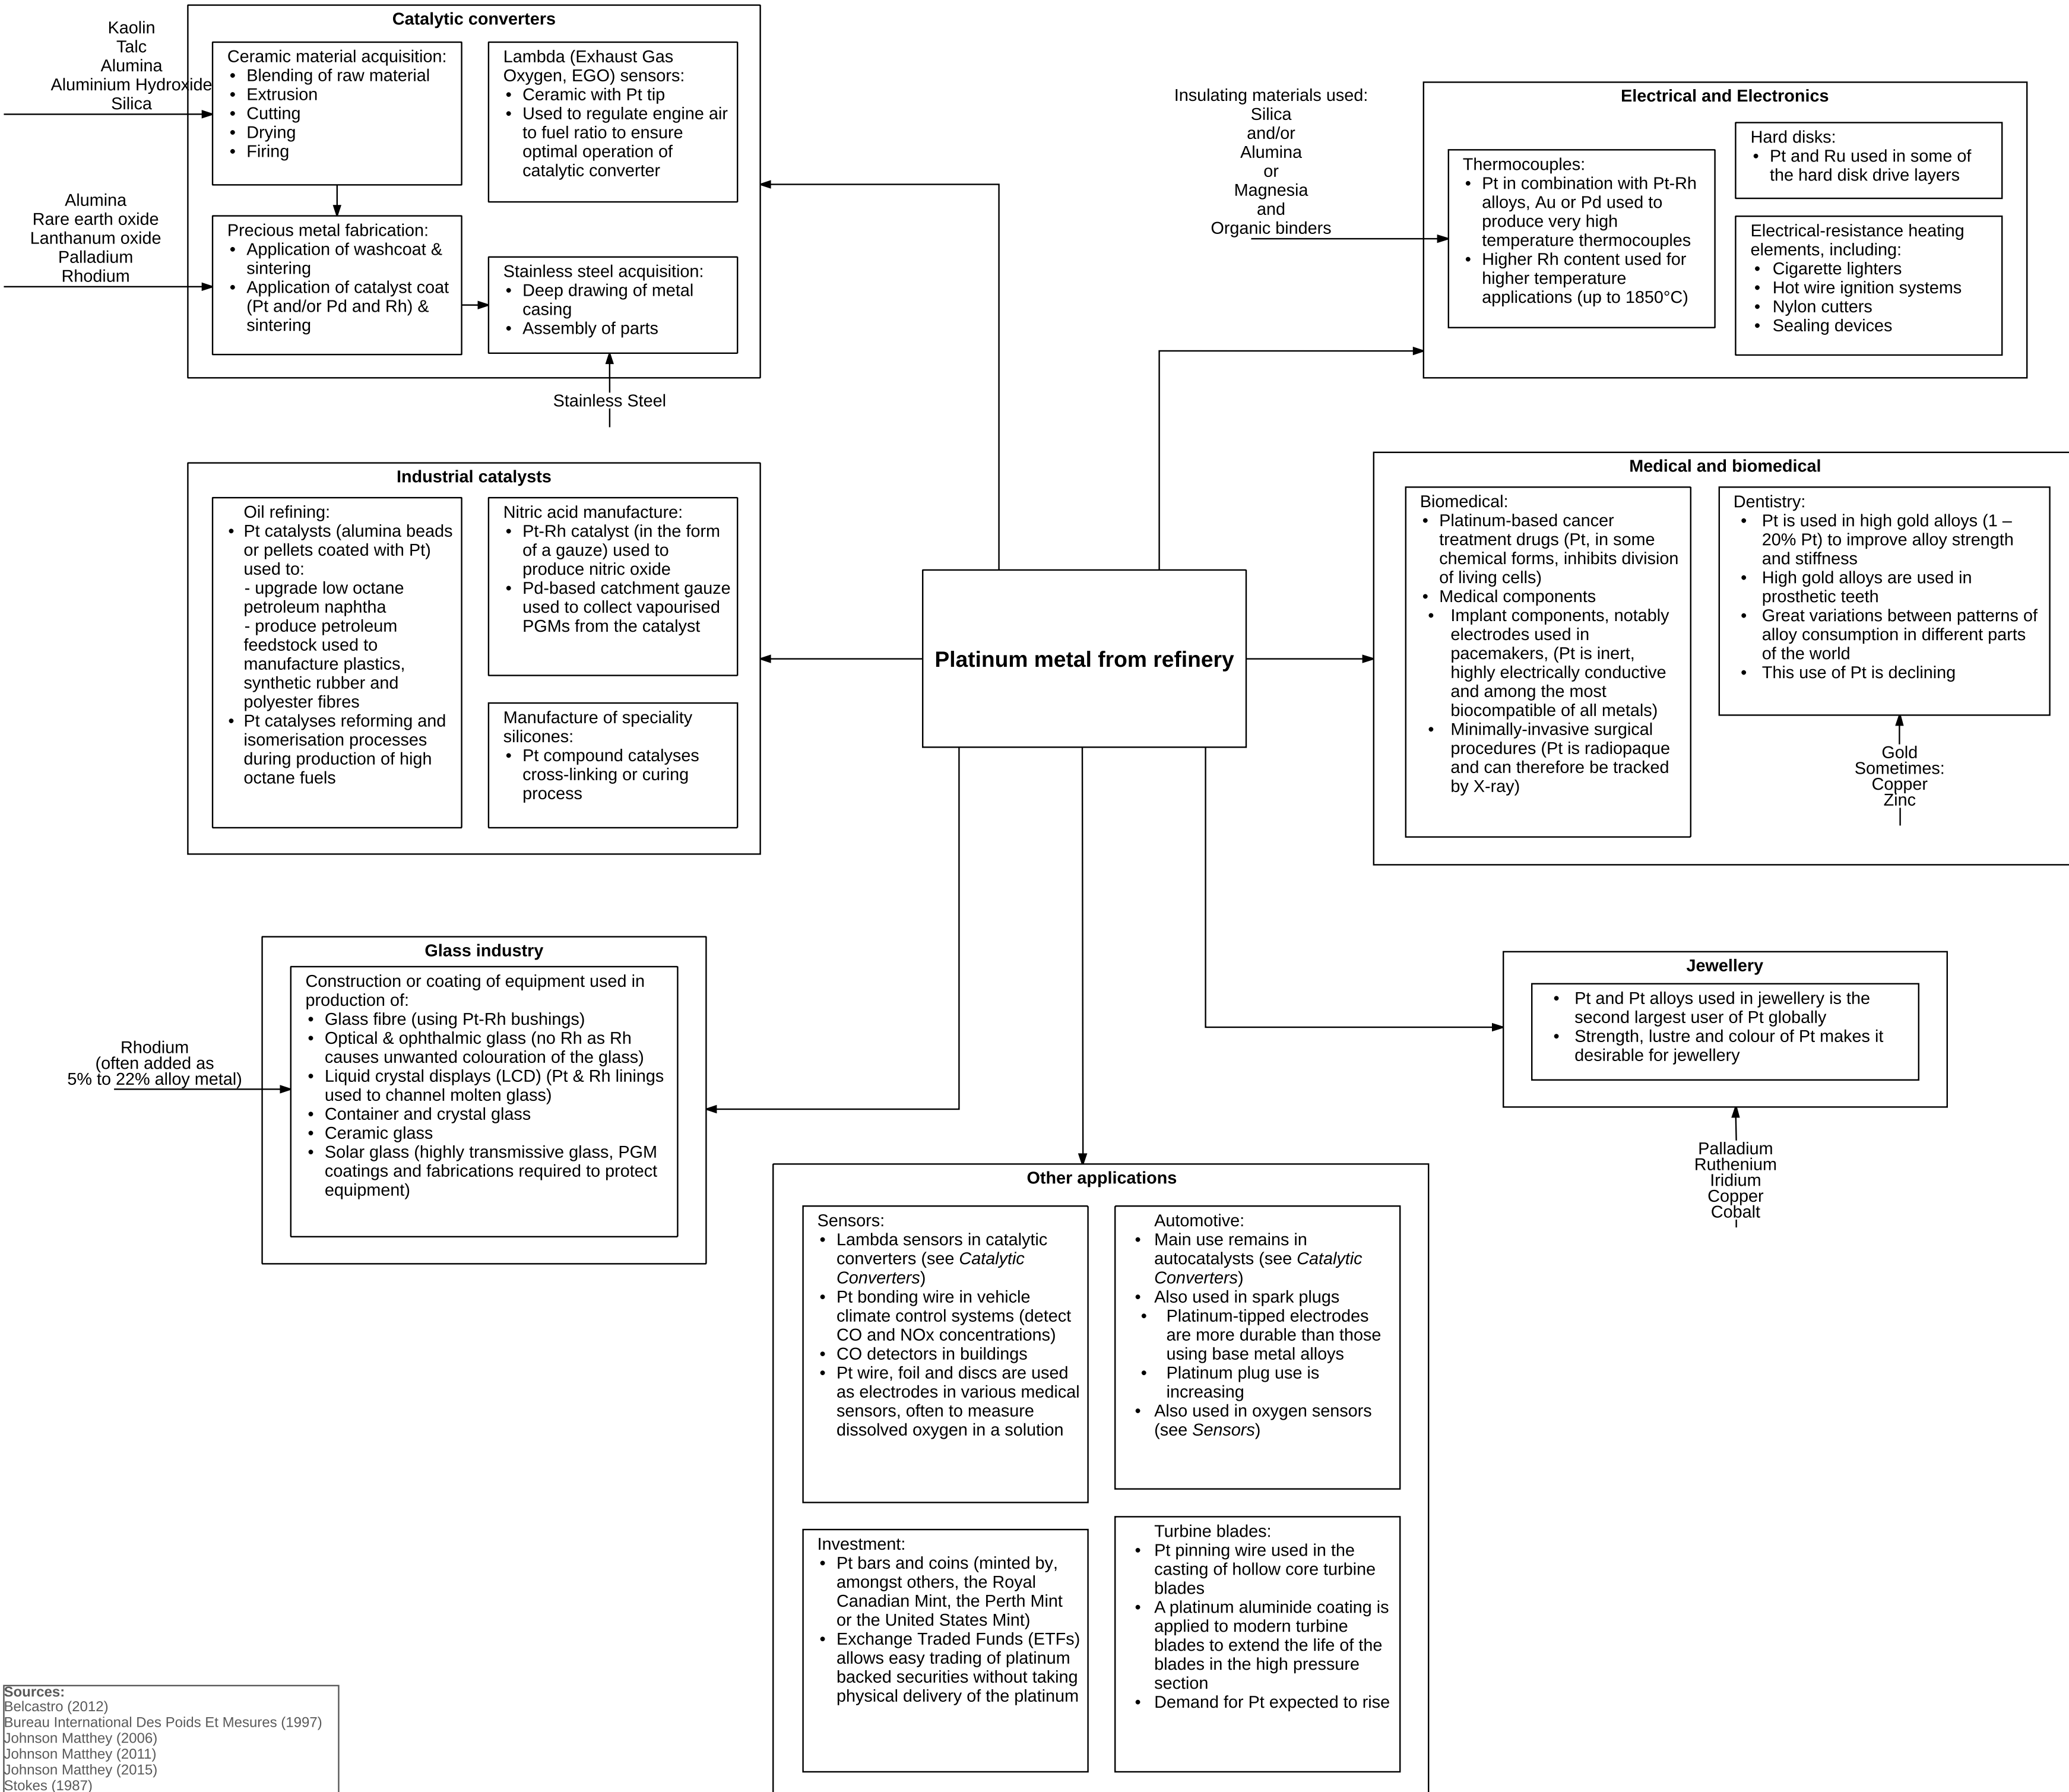 Catalytic converters
Kaolin
Talc
Alumina
Aluminium Hydroxide
Silica
Ceramic material acquisition:
• Blending of raw material
• Extrusion
• Cutting
• Drying
• Firing
Lambda (Exhaust Gas
Oxygen, EGO) sensors:
• Ceramic with Pt tip
• Used to regulate engine air
to fuel ratio to ensure
optimal operation of
catalytic converter
Alumina
Rare earth oxide
Lanthanum oxide
Palladium
Rhodium
Precious metal fabrication:
• Application of washcoat &
sintering
• Application of catalyst coat
(Pt and/or Pd and Rh) &
sintering
Stainless steel acquisition:
• Deep drawing of metal
casing
• Assembly of parts
Stainless Steel
Electrical and Electronics
Insulating materials used:
Silica
and/or
Alumina
or
Magnesia
and
Organic binders
Thermocouples:
• Pt in combination with Pt-Rh
alloys, Au or Pd used to
produce very high
temperature thermocouples
• Higher Rh content used for
higher temperature
applications (up to 1850°C)
Hard disks:
• Pt and Ru used in some of
the hard disk drive layers
Electrical-resistance heating
elements, including:
• Cigarette lighters
• Hot wire ignition systems
• Nylon cutters
• Sealing devices
Industrial catalysts
Oil refining:
• Pt catalysts (alumina beads
or pellets coated with Pt)
used to:
- upgrade low octane
petroleum naphtha
- produce petroleum
feedstock used to
manufacture plastics,
synthetic rubber and
polyester fibres
• Pt catalyses reforming and
isomerisation processes
during production of high
octane fuels
Nitric acid manufacture:
• Pt-Rh catalyst (in the form
of a gauze) used to
produce nitric oxide
• Pd-based catchment gauze
used to collect vapourised
PGMs from the catalyst
Manufacture of speciality
silicones:
• Pt compound catalyses
cross-linking or curing
process
Platinum metal from refinery
Medical and biomedical
Biomedical:
• Platinum-based cancer
treatment drugs (Pt, in some
chemical forms, inhibits division
of living cells)
• Medical components
• Implant components, notably
electrodes used in
pacemakers, (Pt is inert,
highly electrically conductive
and among the most
biocompatible of all metals)
• Minimally-invasive surgical
procedures (Pt is radiopaque
and can therefore be tracked
by X-ray)
Dentistry:
• Pt is used in high gold alloys (1 –
20% Pt) to improve alloy strength
and stiffness
• High gold alloys are used in
prosthetic teeth
• Great variations between patterns of
alloy consumption in different parts
of the world
• This use of Pt is declining
Gold
Sometimes:
Copper
Zinc
Glass industry
Construction or coating of equipment used in
production of:
• Glass fibre (using Pt-Rh bushings)
• Optical & ophthalmic glass (no Rh as Rh
causes unwanted colouration of the glass)
• Liquid crystal displays (LCD) (Pt & Rh linings
used to channel molten glass)
• Container and crystal glass
• Ceramic glass
• Solar glass (highly transmissive glass, PGM
coatings and fabrications required to protect
equipment)
Rhodium
(often added as
5% to 22% alloy metal)
Jewellery
• Pt and Pt alloys used in jewellery is the
second largest user of Pt globally
• Strength, lustre and colour of Pt makes it
desirable for jewellery
Palladium
Ruthenium
Iridium
Copper
Cobalt
Other applications
Sensors:
• Lambda sensors in catalytic
converters (see Catalytic
Converters)
• Pt bonding wire in vehicle
climate control systems (detect
CO and NOx concentrations)
• CO detectors in buildings
• Pt wire, foil and discs are used
as electrodes in various medical
sensors, often to measure
dissolved oxygen in a solution
Automotive:
• Main use remains in
autocatalysts (see Catalytic
Converters)
• Also used in spark plugs
• Platinum-tipped electrodes
are more durable than those
using base metal alloys
• Platinum plug use is
increasing
• Also used in oxygen sensors
(see Sensors)
Investment:
• Pt bars and coins (minted by,
amongst others, the Royal
Canadian Mint, the Perth Mint
or the United States Mint)
• Exchange Traded Funds (ETFs)
allows easy trading of platinum
backed securities without taking
physical delivery of the platinum
Turbine blades:
• Pt pinning wire used in the
casting of hollow core turbine
blades
• A platinum aluminide coating is
applied to modern turbine
blades to extend the life of the
blades in the high pressure
section
• Demand for Pt expected to rise
Sources:
Belcastro (2012)
Bureau International Des Poids Et Mesures (1997)
Johnson Matthey (2006)
Johnson Matthey (2011)
Johnson Matthey (2015)
Stokes (1987)